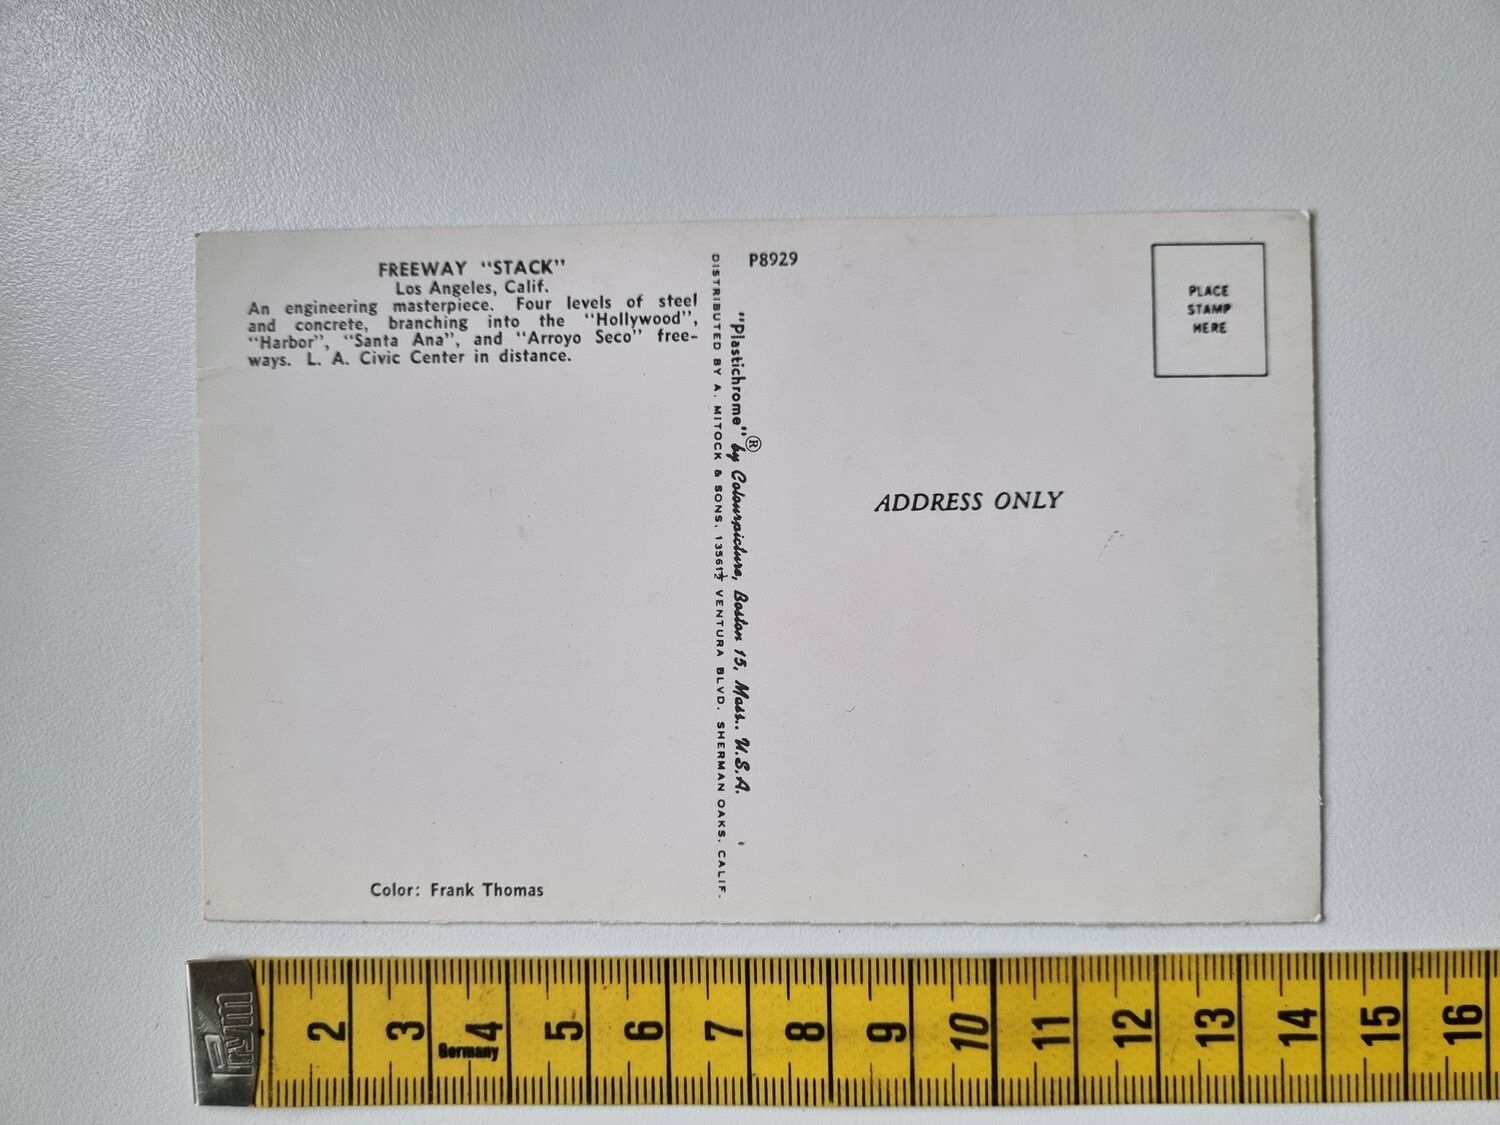 FREEWAY "STACK"
Los Angeles, Calif.
An engineering masterpiece. Four levels of steel
and concrete, branching into the "Hollywood",
"Harbor", "Santa Ana", and "Arroyo Seco" free-
ways. L. A. Civic Center in distance.
Color: Frank Thomas
DISTRIBUTED BY A. MITOCK & SONS, 13561½ VENTURA BLVD. SHERMAN OAKS, CALIF.
"Plastichrome"® by Colourpicture, Boston 15, Mass., U.S.A.
P8929
PLACE
STAMP
HERE
ADDRESS ONLY
Prym
2 3 4 5 6 7 8 9 10 11 12 13 14 15 16
Germany